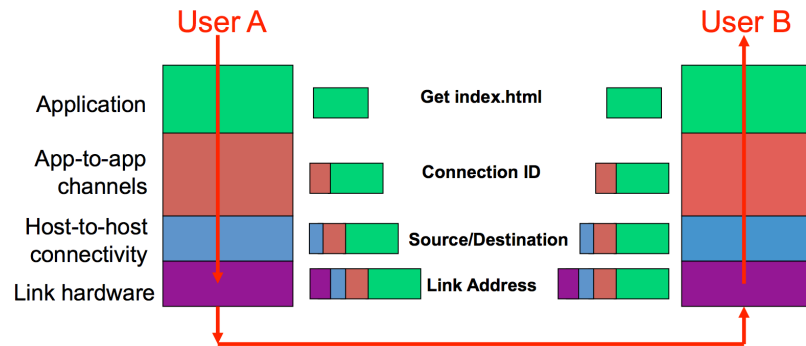 User A
User B
Application
Get index.html
App-to-app
channels
Connection ID
Host-to-host
connectivity
Source/Destination
Link hardware
Link Address